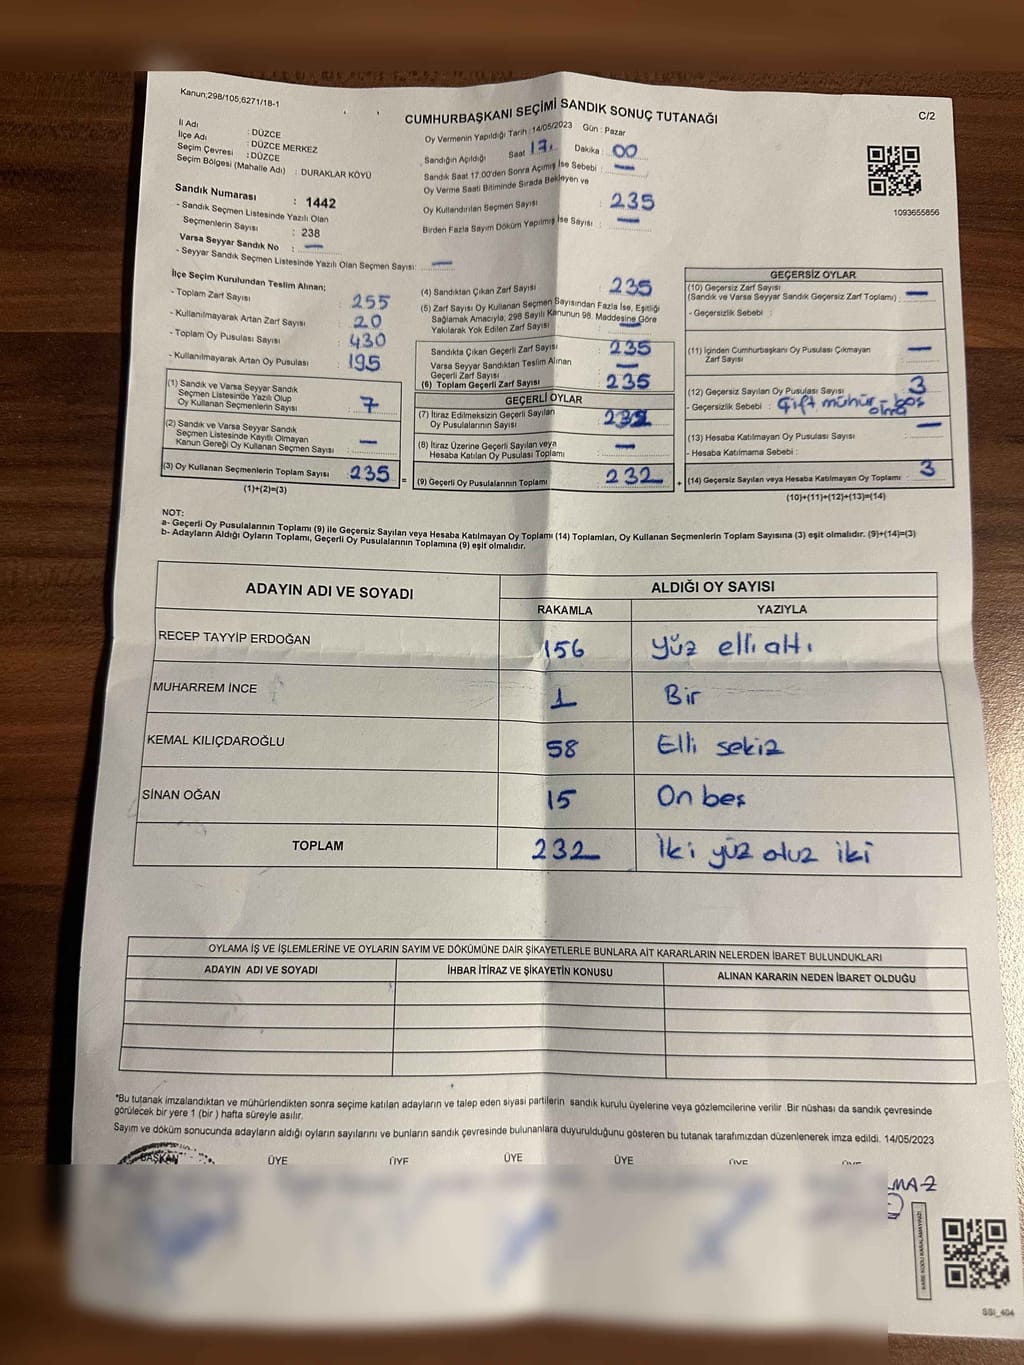 Kanun;298/105,6271/18-1
CUMHURBAŞKANI SEÇİMİ SANDIK SONUÇ TUTANAĞI
C/2
İl Adı : DÜZCE
İlçe Adı : DÜZCE MERKEZ
Seçim Çevresi : DÜZCE
Seçim Bölgesi (Mahalle Adı) : DURAKLAR KÖYÜ
Oy Vermenin Yapıldığı Tarih : 14/05/2023 Gün : Pazar
Sandığın Açıldığı Saat 17. Dakika : 00
Sandık Saat 17.00'den Sonra Açılmış İse Sebebi : —
Oy Verme Saati Bitiminde Sırada Bekleyen ve
Oy Kullandırılan Seçmen Sayısı : 235
Birden Fazla Sayım Döküm Yapılmış İse Sayısı : —
1093655856
Sandık Numarası : 1442
- Sandık Seçmen Listesinde Yazılı Olan
Seçmenlerin Sayısı : 238
Varsa Seyyar Sandık No : —
- Seyyar Sandık Seçmen Listesinde Yazılı Olan Seçmen Sayısı: —
İlçe Seçim Kurulundan Teslim Alınan;
- Toplam Zarf Sayısı : 255
- Kullanılmayarak Artan Zarf Sayısı : 20
- Toplam Oy Pusulası Sayısı : 430
- Kullanılmayarak Artan Oy Pusulası : 195
(1) Sandık ve Varsa Seyyar Sandık
Seçmen Listesinde Yazılı Olup
Oy Kullanan Seçmenlerin Sayısı : 7
(2) Sandık ve Varsa Seyyar Sandık
Seçmen Listesinde Kayıtlı Olmayan
Kanun Gereği Oy Kullanan Seçmen Sayısı : —
(3) Oy Kullanan Seçmenlerin Toplam Sayısı : 235
(1)+(2)=(3)
(4) Sandıktan Çıkan Zarf Sayısı : 235
(5) Zarf Sayısı Oy Kullanan Seçmen Sayısından Fazla İse, Eşitliği
Sağlamak Amacıyla, 298 Sayılı Kanunun 98. Maddesine Göre
Yakılarak Yok Edilen Zarf Sayısı : —
Sandıkta Çıkan Geçerli Zarf Sayısı : 235
Varsa Seyyar Sandıktan Teslim Alınan
Geçerli Zarf Sayısı : —
(6) Toplam Geçerli Zarf Sayısı : 235
GEÇERLİ OYLAR
(7) İtiraz Edilmeksizin Geçerli Sayılan
Oy Pusulalarının Sayısı : 232
(8) İtiraz Üzerine Geçerli Sayılan veya
Hesaba Katılan Oy Pusulası Toplamı : —
= (9) Geçerli Oy Pusulalarının Toplamı : 232
GEÇERSİZ OYLAR
(10) Geçersiz Zarf Sayısı
(Sandık ve Varsa Seyyar Sandık Geçersiz Zarf Toplamı) : —
- Geçersizlik Sebebi :
(11) İçinden Cumhurbaşkanı Oy Pusulası Çıkmayan
Zarf Sayısı : —
(12) Geçersiz Sayılan Oy Pusulası Sayısı : 3
- Geçersizlik Sebebi : Çift mühür - boş
olma
(13) Hesaba Katılmayan Oy Pusulası Sayısı : —
- Hesaba Katılmama Sebebi :
+ (14) Geçersiz Sayılan veya Hesaba Katılmayan Oy Toplamı : 3
(10)+(11)+(12)+(13)=(14)
NOT:
a- Geçerli Oy Pusulalarının Toplamı (9) ile Geçersiz Sayılan veya Hesaba Katılmayan Oy Toplamı (14) Toplamları, Oy Kullanan Seçmenlerin Toplam Sayısına (3) eşit olmalıdır. (9)+(14)=(3)
b- Adayların Aldığı Oyların Toplamı, Geçerli Oy Pusulalarının Toplamına (9) eşit olmalıdır.
ADAYIN ADI VE SOYADI ALDIĞI OY SAYISI
RAKAMLA YAZIYLA
RECEP TAYYİP ERDOĞAN 156 Yüz elli altı
MUHARREM İNCE 1 Bir
KEMAL KILIÇDAROĞLU 58 Elli sekiz
SİNAN OĞAN 15 On beş
TOPLAM 232 İki yüz otuz iki
OYLAMA İŞ VE İŞLEMLERİNE VE OYLARIN SAYIM VE DÖKÜMÜNE DAİR ŞİKAYETLERLE BUNLARA AİT KARARLARIN NELERDEN İBARET BULUNDUKLARI
ADAYIN ADI VE SOYADI İHBAR İTİRAZ VE ŞİKAYETİN KONUSU ALINAN KARARIN NEDEN İBARET OLDUĞU
*Bu tutanak imzalandıktan ve mühürlendikten sonra seçime katılan adayların ve talep eden siyasi partilerin sandık kurulu üyelerine veya gözlemcilerine verilir .Bir nüshası da sandık çevresinde
görülecek bir yere 1 (bir ) hafta süreyle asılır.
Sayım ve döküm sonucunda adayların aldığı oyların sayılarını ve bunların sandık çevresinde bulunanlara duyurulduğunu gösteren bu tutanak tarafımızdan düzenlenerek imza edildi. 14/05/2023
BAŞKAN ÜYE ÜYE ÜYE ÜYE ÜYE ÜYE
MAZ
KARE KODU KARALAMAYINIZ!
SSI_404